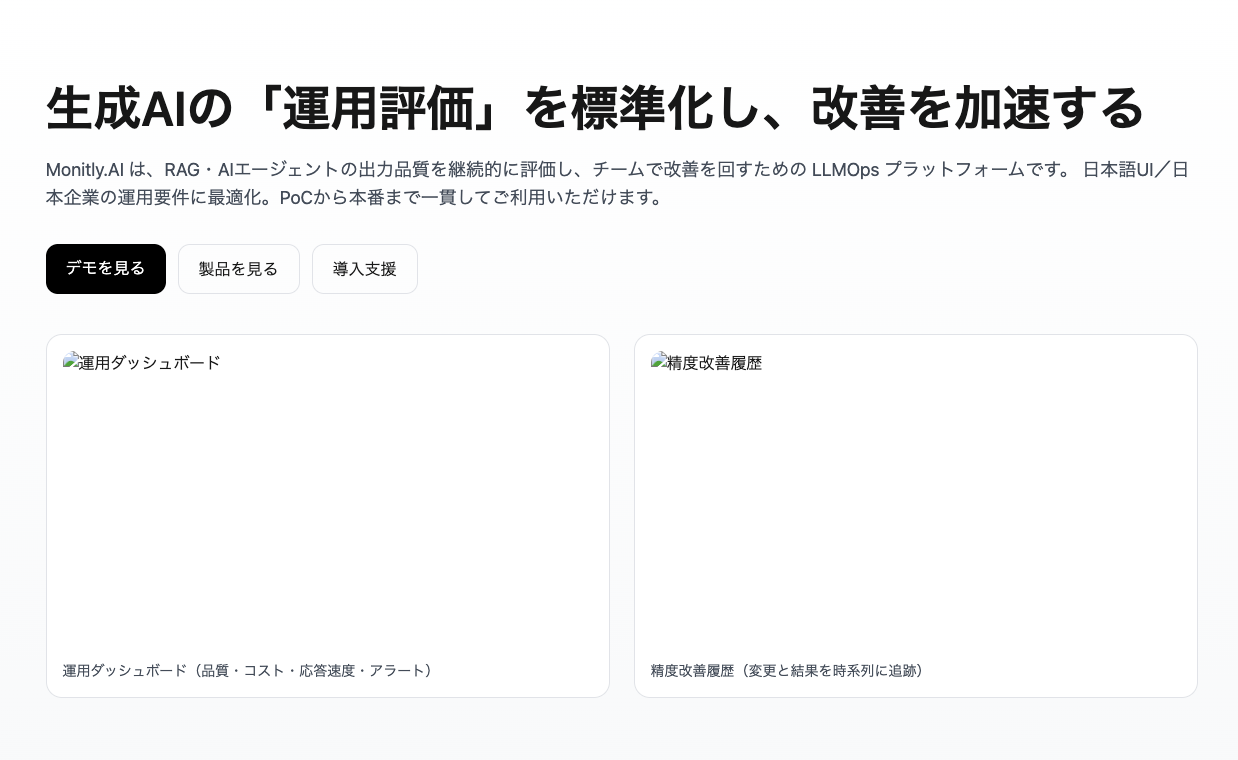 生成AIの「運用評価」を標準化し、改善を加速する
Monitly.AI は、RAG・AIエージェントの出力品質を継続的に評価し、チームで改善を回すための LLMOps プラットフォームです。 日本語UI／日
本企業の運用要件に最適化。PoCから本番まで一貫してご利用いただけます。
デモを見る
製品を見る
導入支援
運用ダッシュボード
精度改善履歴
運用ダッシュボード（品質・コスト・応答速度・アラート）
精度改善履歴（変更と結果を時系列に追跡）